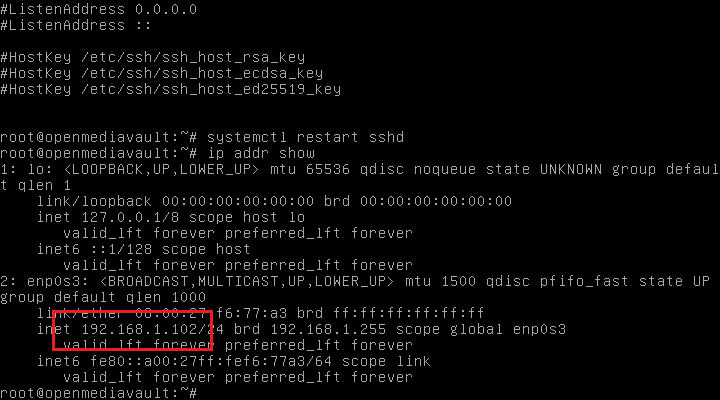 #ListenAddress 0.0.0.0
#ListenAddress ::
#HostKey /etc/ssh/ssh_host_rsa_key
#HostKey /etc/ssh/ssh_host_ecdsa_key
#HostKey /etc/ssh/ssh_host_ed25519_key
root@openmediavault:~# systemctl restart sshd
root@openmediavault:~# ip addr show
1: lo: <LOOPBACK,UP,LOWER_UP> mtu 65536 qdisc noqueue state UNKNOWN group defaul
t qlen 1
link/loopback 00:00:00:00:00:00 brd 00:00:00:00:00:00
inet 127.0.0.1/8 scope host lo
valid_lft forever preferred_lft forever
inet6 ::1/128 scope host
valid_lft forever preferred_lft forever
2: enp0s3: <BROADCAST,MULTICAST,UP,LOWER_UP> mtu 1500 qdisc pfifo_fast state UP
group default qlen 1000
link/ether 08:00:27:f6:77:a3 brd ff:ff:ff:ff:ff:ff
inet 192.168.1.102/24 brd 192.168.1.255 scope global enp0s3
valid_lft forever preferred_lft forever
inet6 fe80::a00:27ff:fef6:77a3/64 scope link
valid_lft forever preferred_lft forever
root@openmediavault:~#